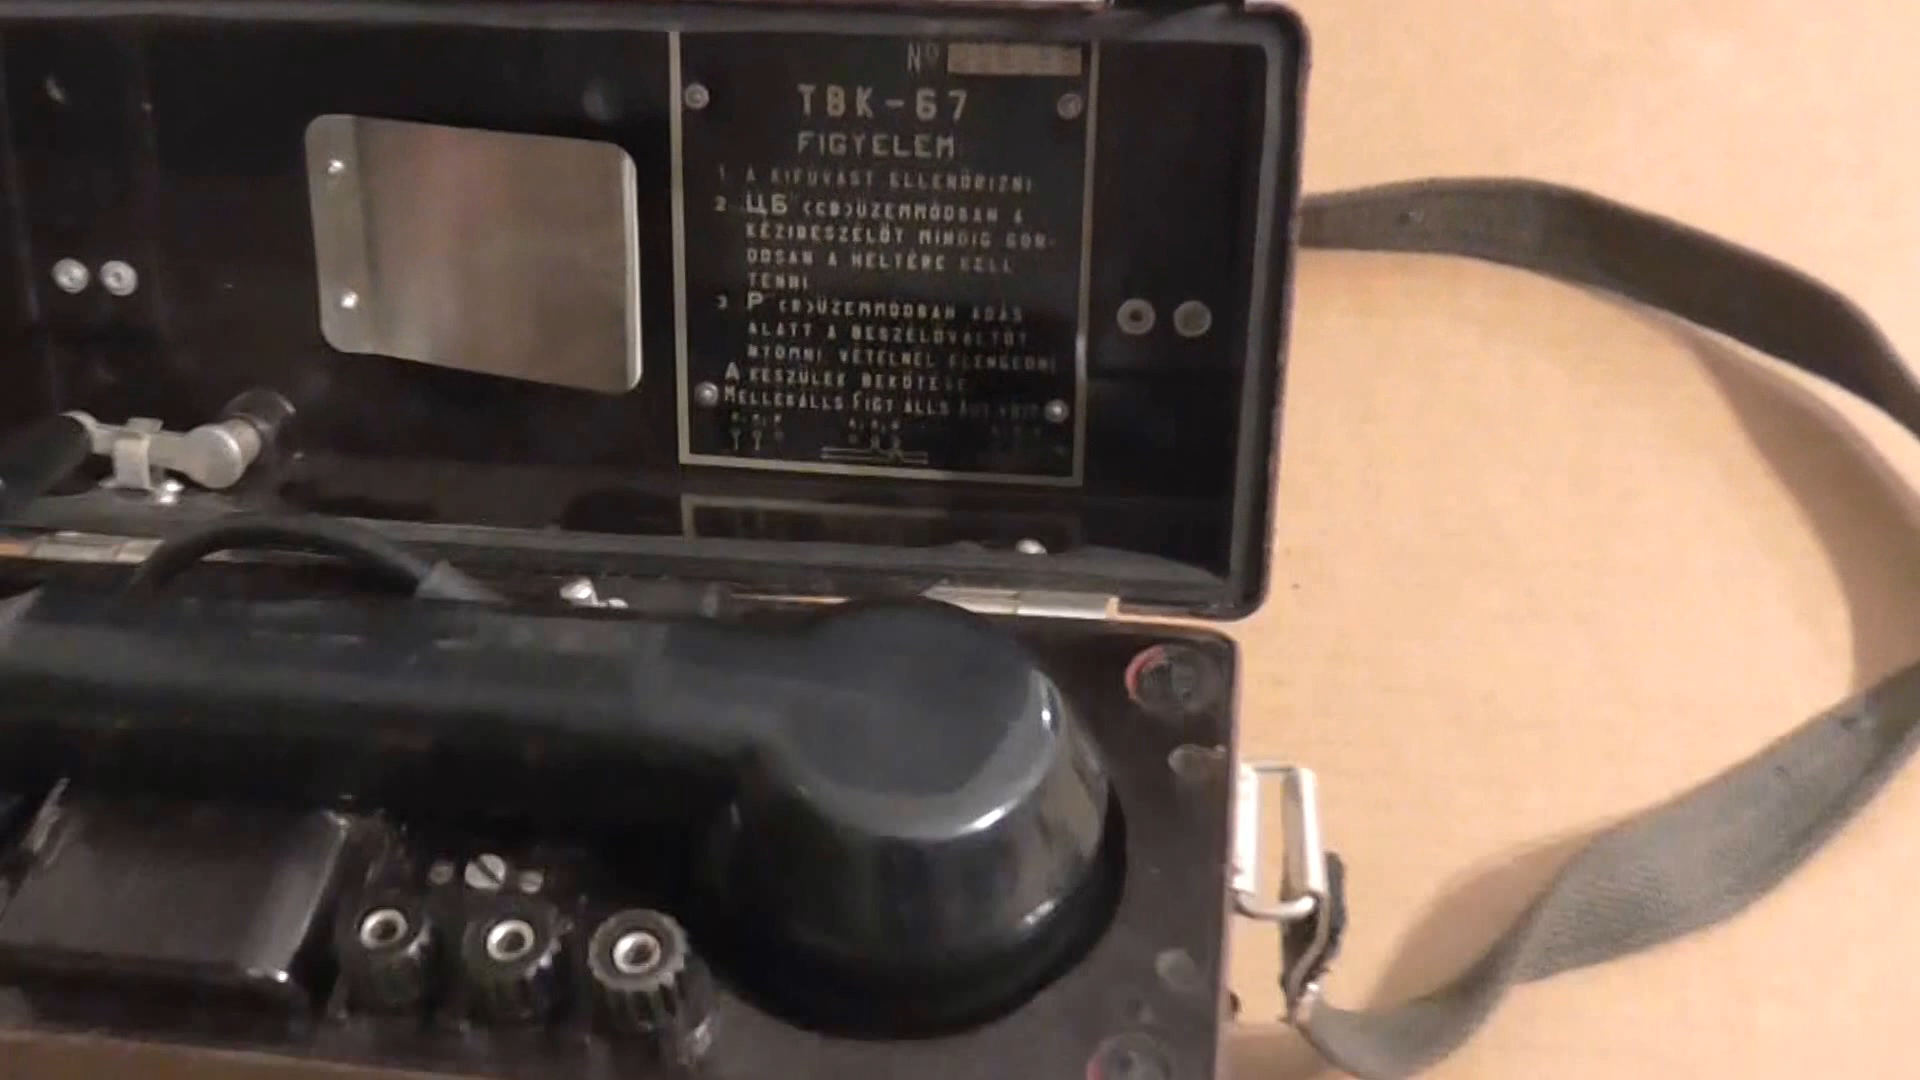 Nº
TBK-67
FIGYELEM
1 A KIFÚVÁST ELLENŐRIZNI
2 ЦБ (CB) ÜZEMMÓDBAN A
KÉZIBESZÉLŐT MINDIG GON-
DOSAN A HELYÉRE KELL
TENNI
3 P (B) ÜZEMMÓDBAN ADÁS
ALATT A BESZÉLŐVÁLTÓT
NYOMNI VÉTELNÉL ELENGEDNI
A KÉSZÜLÉK BEKÖTÉSE
MELLÉKÁLLS FIGY ÁLLS